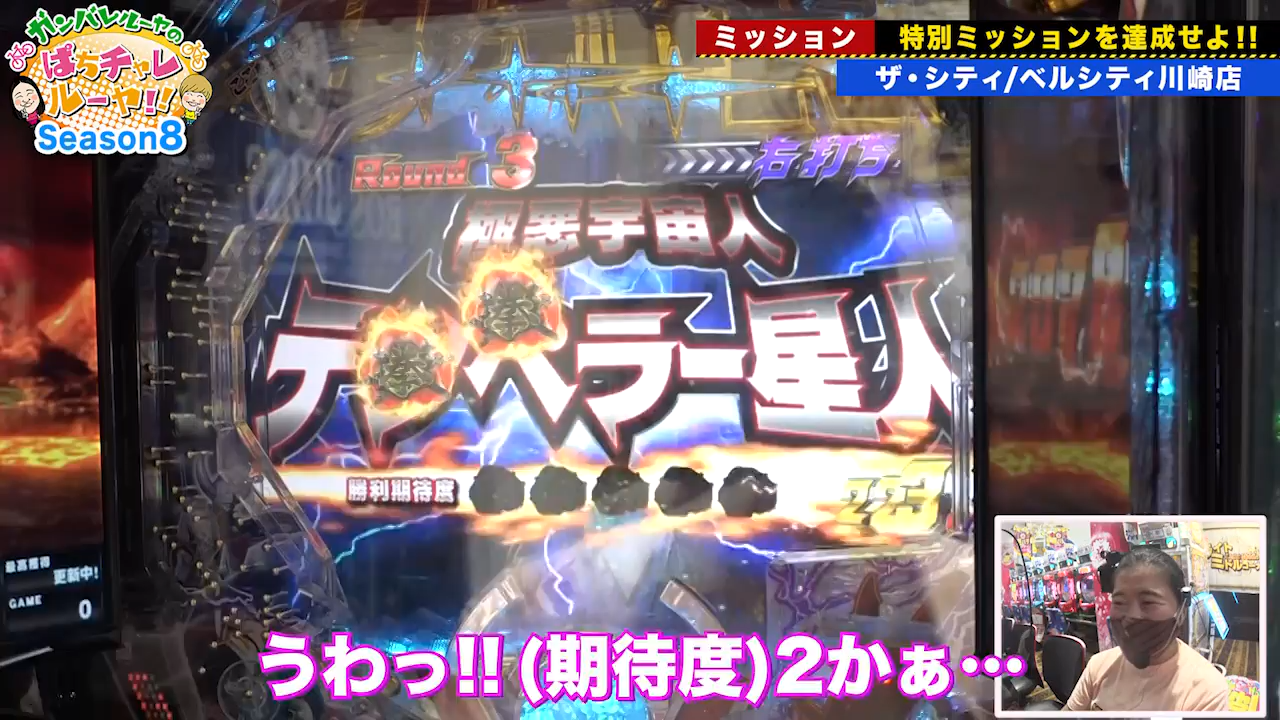 ガンバレルーヤの
ぱちチャレ
ルーヤ!!
Season8
ミッション 特別ミッションを達成せよ!!
ザ・シティ/ベルシティ川崎店
Round 3
右打ち
極悪宇宙人
テンペラー星人
拳 拳
勝利期待度
最高獲得
更新中!
GAME 0
うわっ!!(期待度)2かぁ…